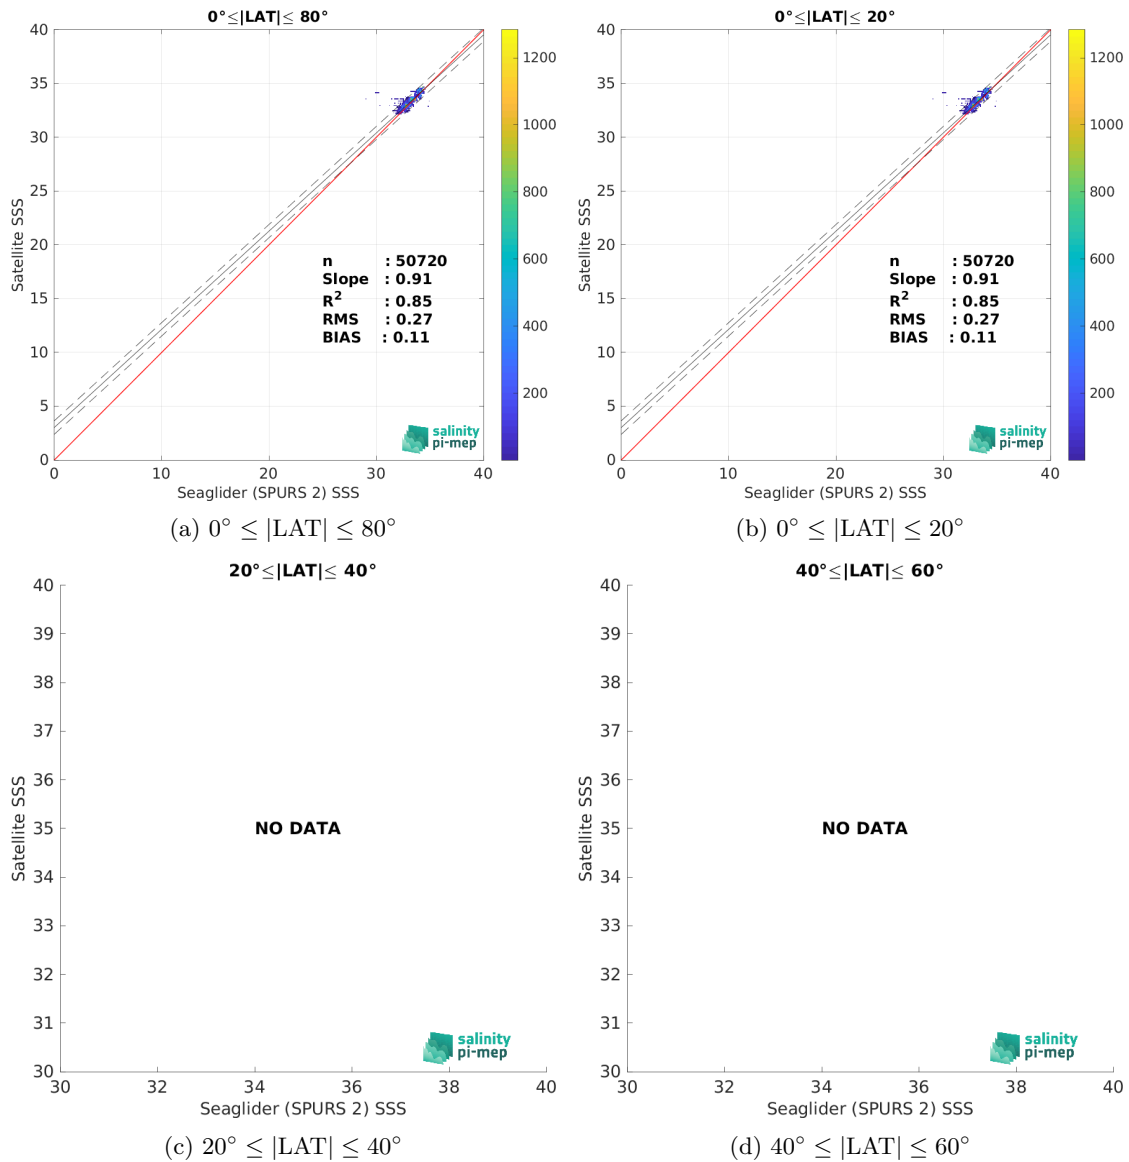 0°≤|LAT|≤ 80°
40
35
30
25
20
15
10
5
0
Satellite SSS
n : 50720
Slope : 0.91
R2 : 0.85
RMS : 0.27
BIAS : 0.11
salinity
pi-mep
0 10 20 30 40
Seaglider (SPURS 2) SSS
1200
1000
800
600
400
200
(a) 0° ≤ |LAT| ≤ 80°
0°≤|LAT|≤ 20°
40
35
30
25
20
15
10
5
0
Satellite SSS
n : 50720
Slope : 0.91
R2 : 0.85
RMS : 0.27
BIAS : 0.11
salinity
pi-mep
0 10 20 30 40
Seaglider (SPURS 2) SSS
1200
1000
800
600
400
200
(b) 0° ≤ |LAT| ≤ 20°
20°≤|LAT|≤ 40°
40
39
38
37
36
35
34
33
32
31
30
Satellite SSS
NO DATA
salinity
pi-mep
30 32 34 36 38 40
Seaglider (SPURS 2) SSS
(c) 20° ≤ |LAT| ≤ 40°
40°≤|LAT|≤ 60°
40
39
38
37
36
35
34
33
32
31
30
Satellite SSS
NO DATA
salinity
pi-mep
30 32 34 36 38 40
Seaglider (SPURS 2) SSS
(d) 40° ≤ |LAT| ≤ 60°